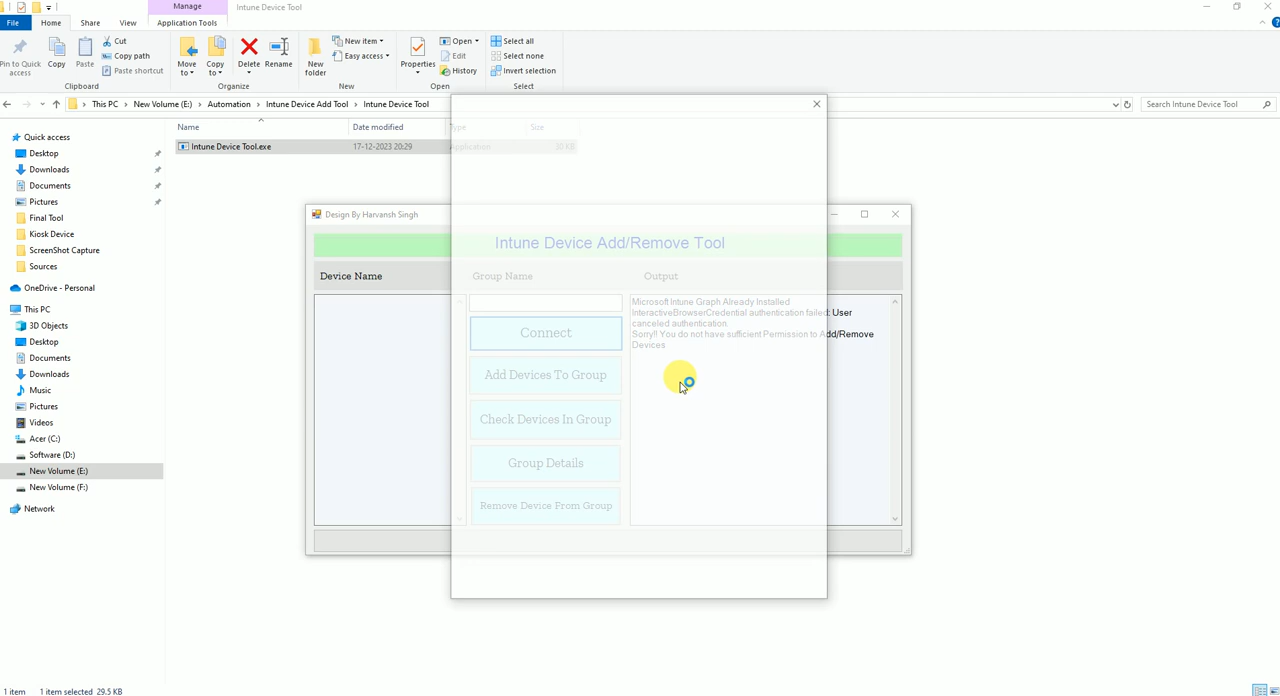 Manage
Intune Device Tool
File
Home
Share
View
Application Tools
Pin to Quick access
Copy
Paste
Cut
Copy path
Paste shortcut
Clipboard
Move to
Copy to
Delete
Rename
Organize
New folder
New item
Easy access
New
Properties
Open
Edit
History
Open
Select all
Select none
Invert selection
Select
This PC > New Volume (E:) > Automation > Intune Device Add Tool > Intune Device Tool
Search Intune Device Tool
Name
Date modified
Type
Size
Intune Device Tool.exe
17-12-2023 20:29
Application
30 KB
Quick access
Desktop
Downloads
Documents
Pictures
Final Tool
Kiosk Device
ScreenShot Capture
Sources
OneDrive - Personal
This PC
3D Objects
Desktop
Documents
Downloads
Music
Pictures
Videos
Acer (C:)
Software (D:)
New Volume (E:)
New Volume (F:)
Network
Design By Harvansh Singh
Intune Device Add/Remove Tool
Device Name
Group Name
Output
Connect
Add Devices To Group
Check Devices In Group
Group Details
Remove Device From Group
Microsoft Intune Graph Already Installed
InteractiveBrowserCredential authentication failed: User
canceled authentication.
Sorry!! You do not have sufficient Permission to Add/Remove
Devices
1 item
1 item selected 29.5 KB